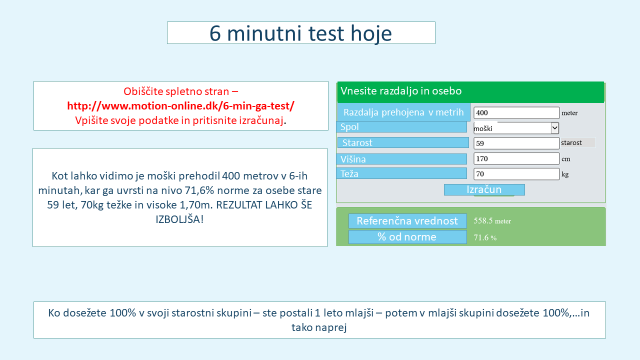 6 minutni test hoje
Obiščite spletno stran –
http://www.motion-online.dk/6-min-ga-test/
Vpišite svoje podatke in pritisnite izračunaj.
Kot lahko vidimo je moški prehodil 400 metrov v 6-ih
minutah, kar ga uvrsti na nivo 71,6% norme za osebe stare
59 let, 70kg težke in visoke 1,70m. REZULTAT LAHKO ŠE
IZBOLJŠA!
Vnesite razdaljo in osebo
Razdalja prehojena v metrih 400 meter
Spol moški
Starost 59 starost
Višina 170 cm
Teža 70 kg
Izračun
Referenčna vrednost 558.5 meter
% od norme 71.6 %
Ko dosežete 100% v svoji starostni skupini – ste postali 1 leto mlajši – potem v mlajši skupini dosežete 100%,...in
tako naprej